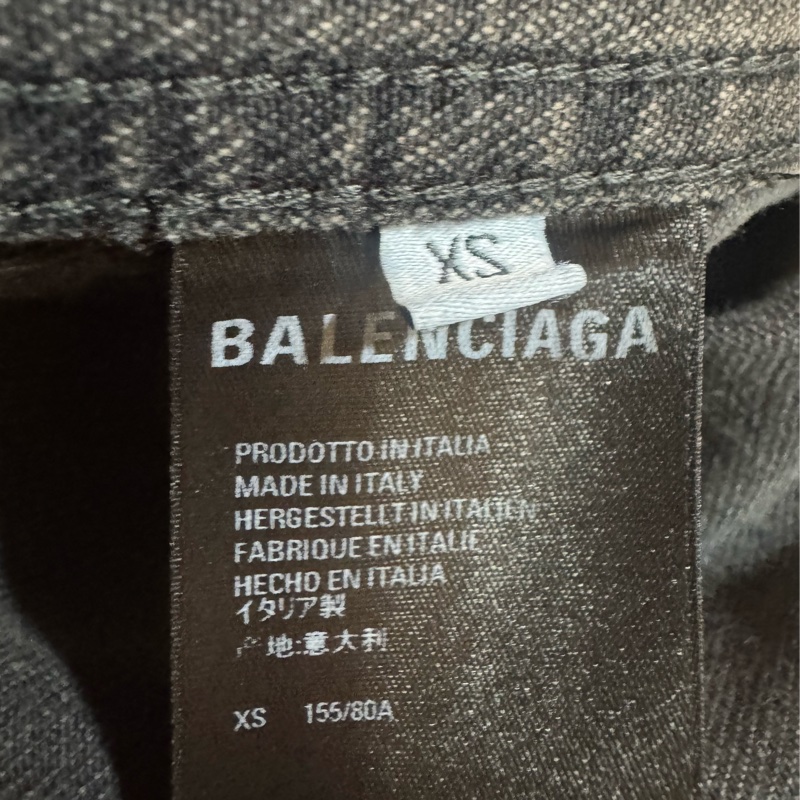 XS
BALENCIAGA
PRODOTTO IN ITALIA
MADE IN ITALY
HERGESTELLT IN ITALIEN
FABRIQUE EN ITALIE
HECHO EN ITALIA
イタリア製
产地:意大利
XS 155/80A